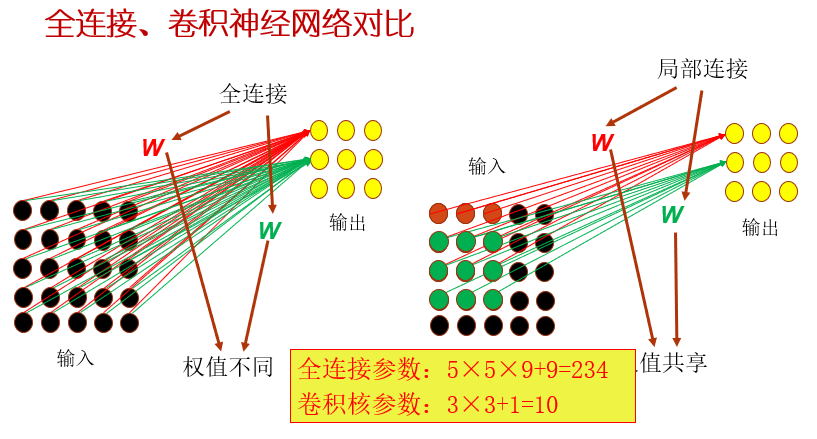 全连接、卷积神经网络对比
全连接
W
W
输入
输出
权值不同
局部连接
W
W
输入
输出
值共享
全连接参数：5×5×9+9=234
卷积核参数：3×3+1=10